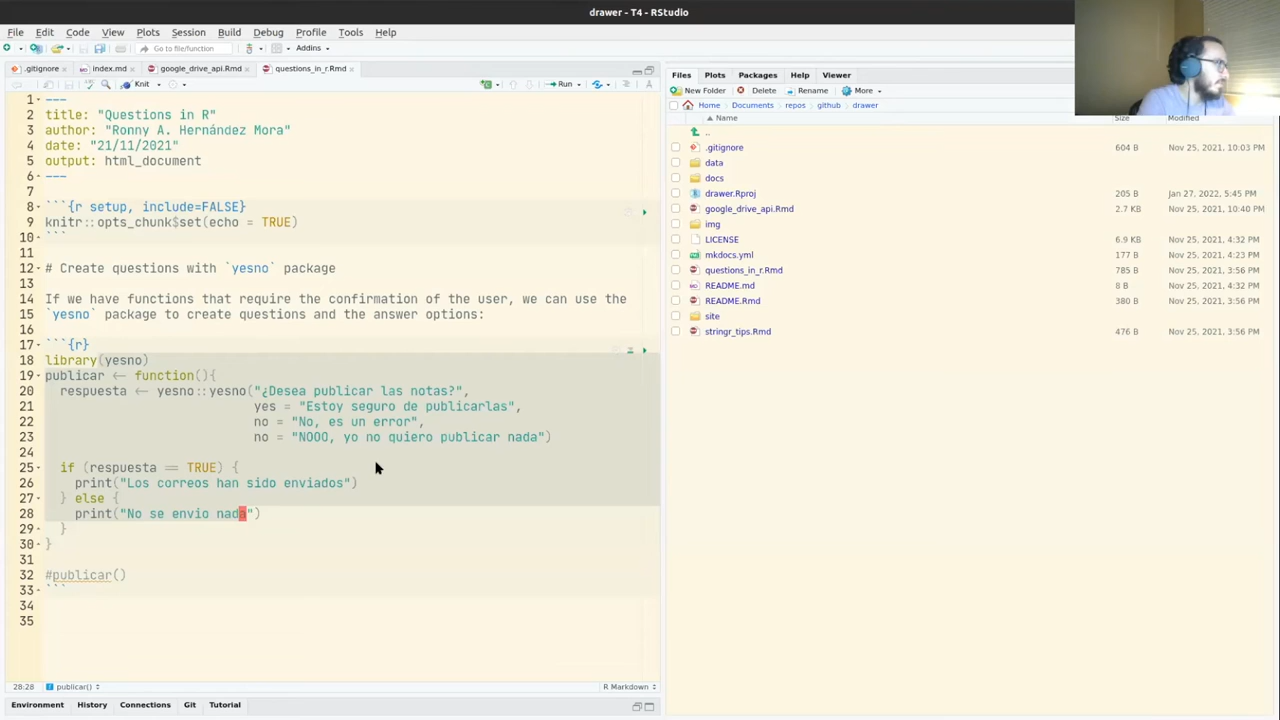 drawer - T4 - RStudio
File Edit Code View Plots Session Build Debug Profile Tools Help
Go to file/function Addins
.gitignore index.md google_drive_api.Rmd questions_in_r.Rmd
Knit Run
1 ---
2 title: "Questions in R"
3 author: "Ronny A. Hernández Mora"
4 date: "21/11/2021"
5 output: html_document
6 ---
7
8 ```{r setup, include=FALSE}
9 knitr::opts_chunk$set(echo = TRUE)
10 ```
11
12 # Create questions with `yesno` package
13
14 If we have functions that require the confirmation of the user, we can use the
15 `yesno` package to create questions and the answer options:
16
17 ```{r}
18 library(yesno)
19 publicar <- function(){
20 respuesta <- yesno::yesno("¿Desea publicar las notas?",
21 yes = "Estoy seguro de publicarlas",
22 no = "No, es un error",
23 no = "NOOO, yo no quiero publicar nada")
24
25 if (respuesta == TRUE) {
26 print("Los correos han sido enviados")
27 } else {
28 print("No se envio nada")
29 }
30 }
31
32 #publicar()
33 ```
34
35
28:28 publicar() R Markdown
Environment History Connections Git Tutorial
Files Plots Packages Help Viewer
New Folder Delete Rename More
Home Documents repos github drawer
Name Size Modified
..
.gitignore 604 B Nov 25, 2021, 10:03 PM
data
docs
drawer.Rproj 205 B Jan 27, 2022, 5:45 PM
google_drive_api.Rmd 2.7 KB Nov 25, 2021, 10:40 PM
img
LICENSE 6.9 KB Nov 25, 2021, 4:32 PM
mkdocs.yml 177 B Nov 25, 2021, 4:23 PM
questions_in_r.Rmd 785 B Nov 25, 2021, 3:56 PM
README.md 8 B Nov 25, 2021, 4:32 PM
README.Rmd 380 B Nov 25, 2021, 3:56 PM
site
stringr_tips.Rmd 476 B Nov 25, 2021, 3:56 PM